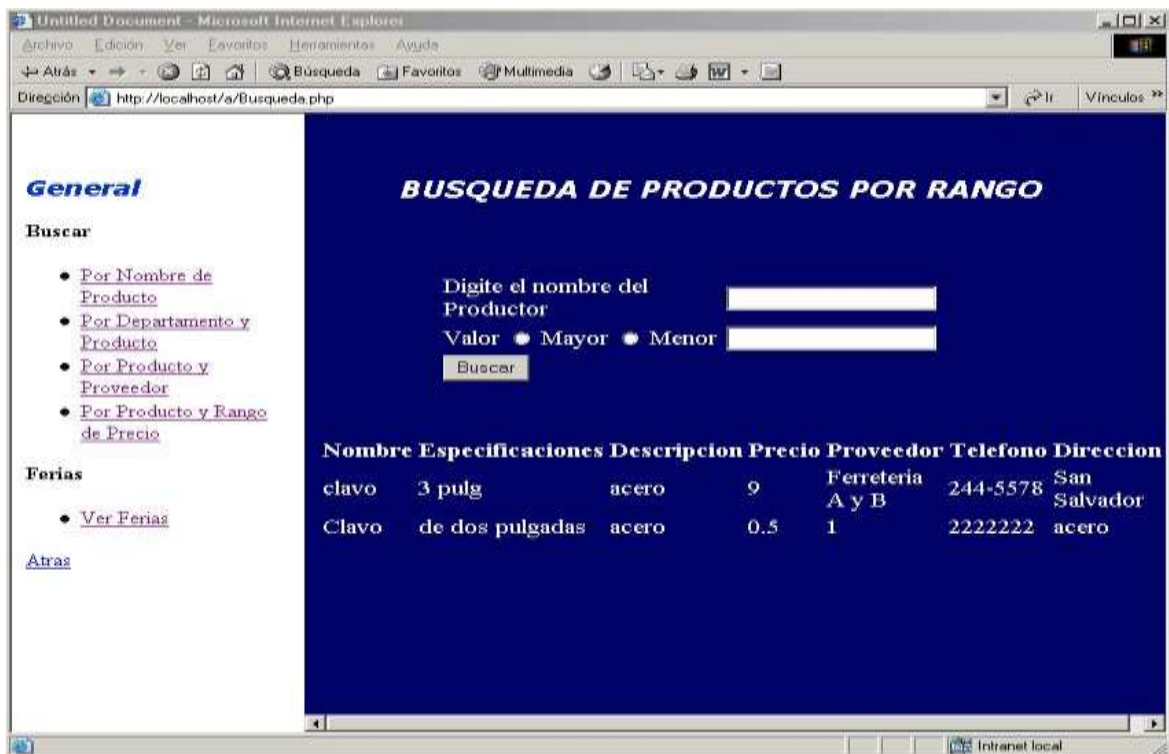 Untitled Document - Microsoft Internet Explorer
Archivo Edición Ver Favoritos Herramientas Ayuda
Atrás Búsqueda Favoritos Multimedia
Dirección http://localhost/a/Busqueda.php Ir Vínculos »
General
Buscar
Por Nombre de
Producto
Por Departamento y
Producto
Por Producto y
Proveedor
Por Producto y Rango
de Precio
Ferias
Ver Ferias
Atras
BUSQUEDA DE PRODUCTOS POR RANGO
Digite el nombre del
Productor
Valor Mayor Menor
Buscar
Nombre Especificaciones Descripcion Precio Proveedor Telefono Direccion
clavo 3 pulg acero 9 Ferreteria A y B 244-5578 San Salvador
Clavo de dos pulgadas acero 0.5 1 2222222 acero
Intranet local